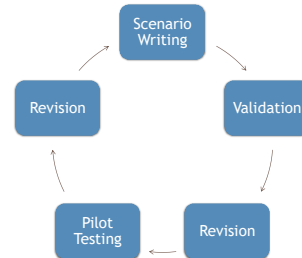 Scenario
Writing
Validation
Revision
Pilot
Testing
Revision